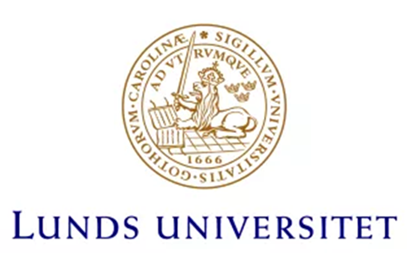 SIGILLVM·VNIVERSITATIS·GOTHORVM·CAROLINÆ
AD VTRVMQVE
1666
LUNDS UNIVERSITET